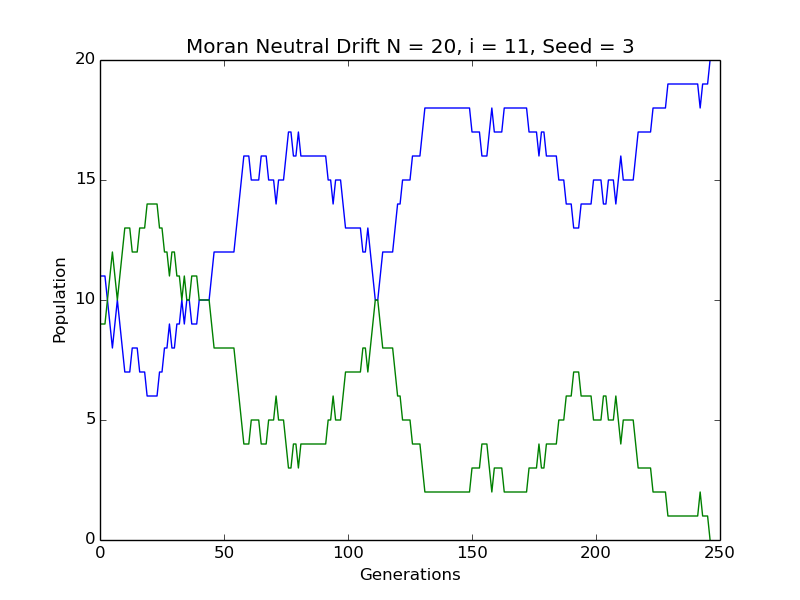 Moran Neutral Drift N = 20, i = 11, Seed = 3
20
15
10
5
0
Population
0 50 100 150 200 250
Generations